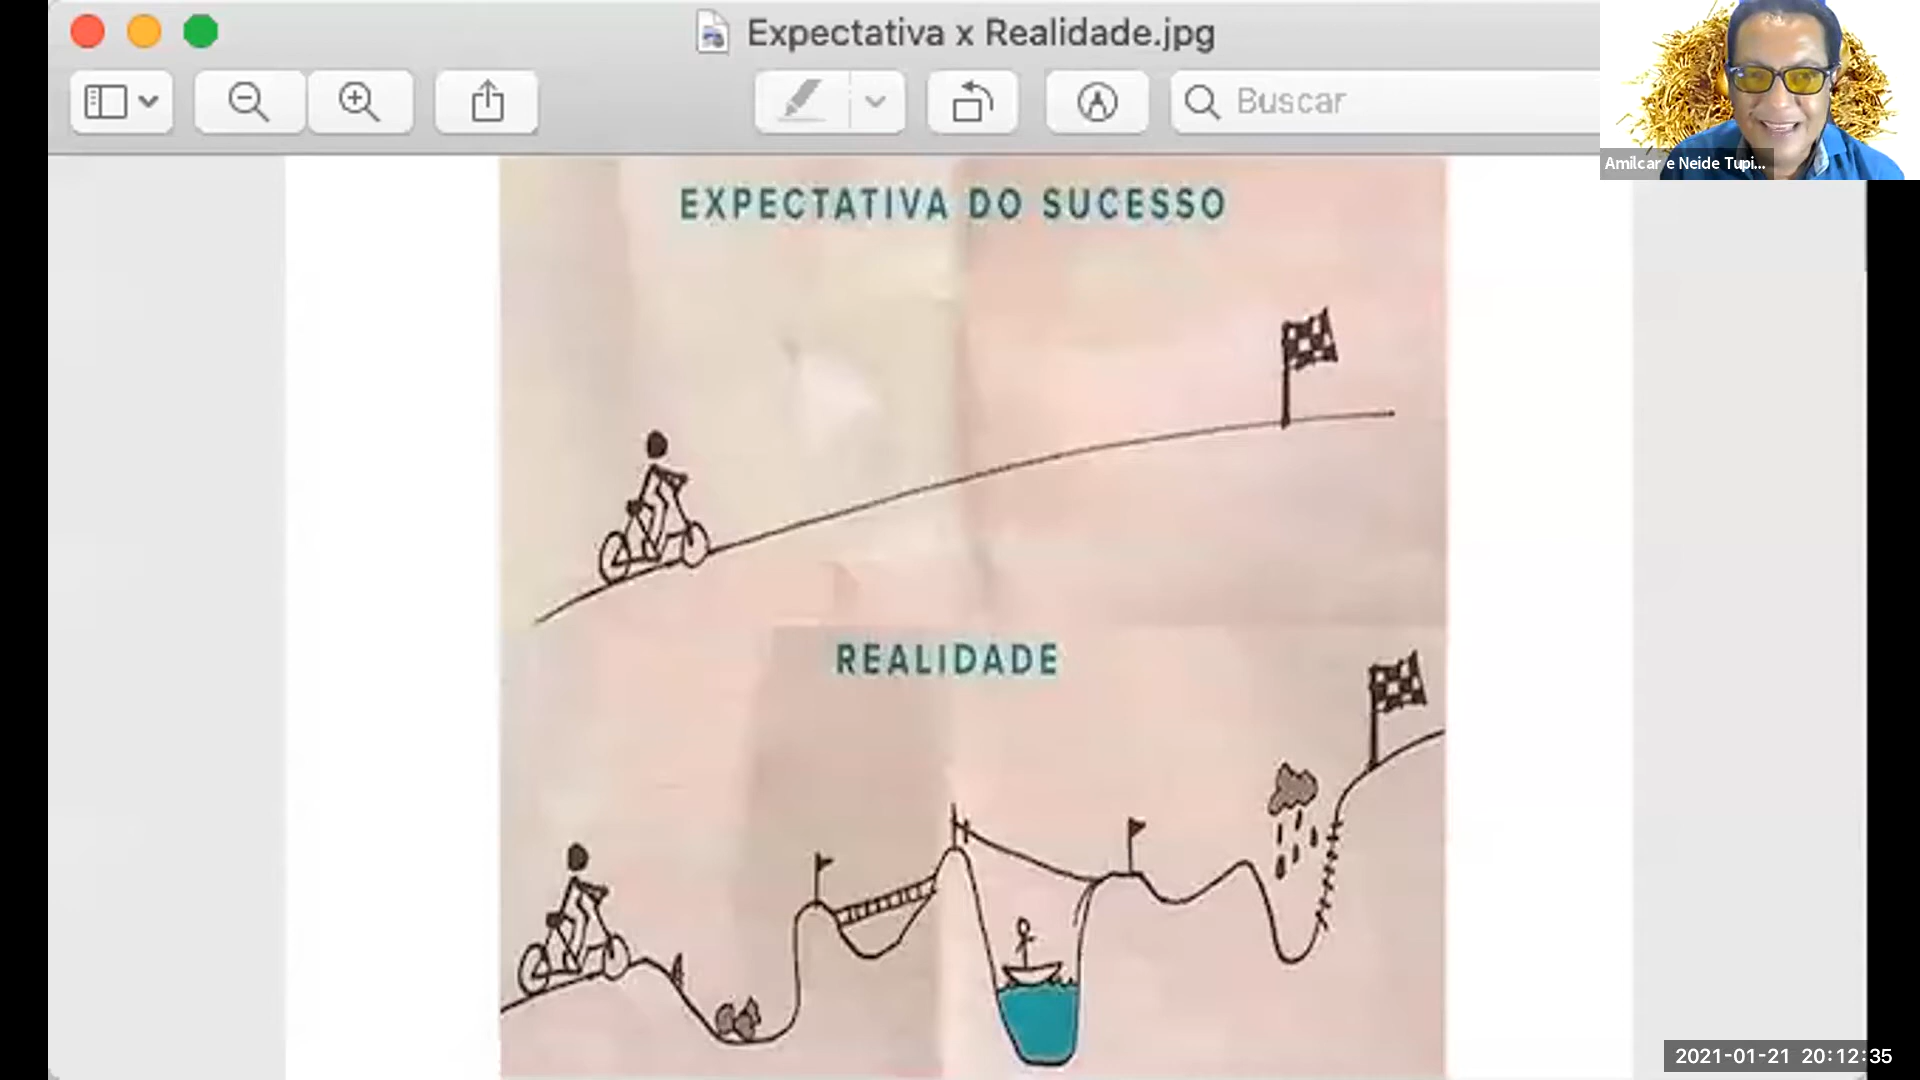 Expectativa x Realidade.jpg
Buscar
Amilcar e Neide Tupi...
EXPECTATIVA DO SUCESSO
REALIDADE
2021-01-21 20:12:35